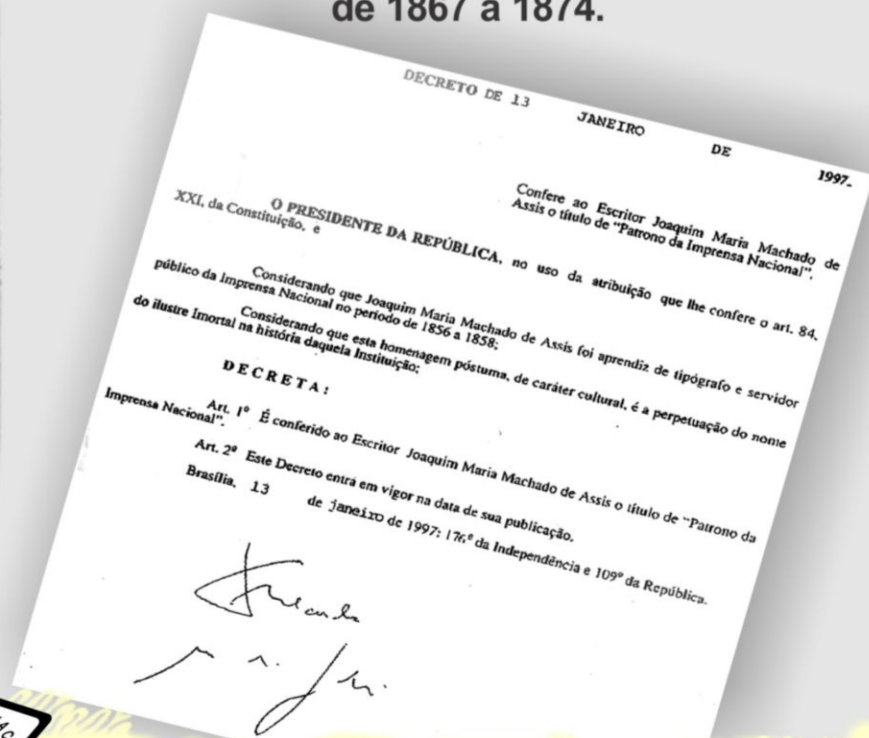 de 1867 a 1874.
DECRETO DE 13 JANEIRO DE 1997.
Confere ao Escritor Joaquim Maria Machado de
Assis o título de "Patrono da Imprensa Nacional".
O PRESIDENTE DA REPÚBLICA, no uso da atribuição que lhe confere o art. 84,
XXI, da Constituição, e
Considerando que Joaquim Maria Machado de Assis foi aprendiz de tipógrafo e servidor
público da Imprensa Nacional no período de 1856 a 1858;
Considerando que esta homenagem póstuma, de caráter cultural, é a perpetuação do nome
do ilustre Imortal na história daquela Instituição;
DECRETA:
Art. 1º É conferido ao Escritor Joaquim Maria Machado de Assis o título de "Patrono da
Imprensa Nacional".
Art. 2º Este Decreto entra em vigor na data de sua publicação.
Brasília, 13 de janeiro de 1997; 176º da Independência e 109º da República.